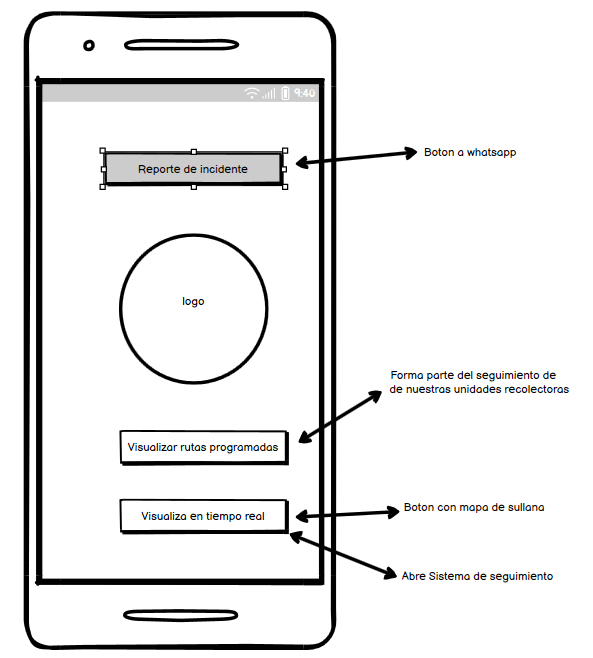 9:40
Reporte de incidente
Boton a whatsapp
logo
Forma parte del seguimiento de
de nuestras unidades recolectoras
Visualizar rutas programadas
Visualiza en tiempo real
Boton con mapa de sullana
Abre Sistema de seguimiento